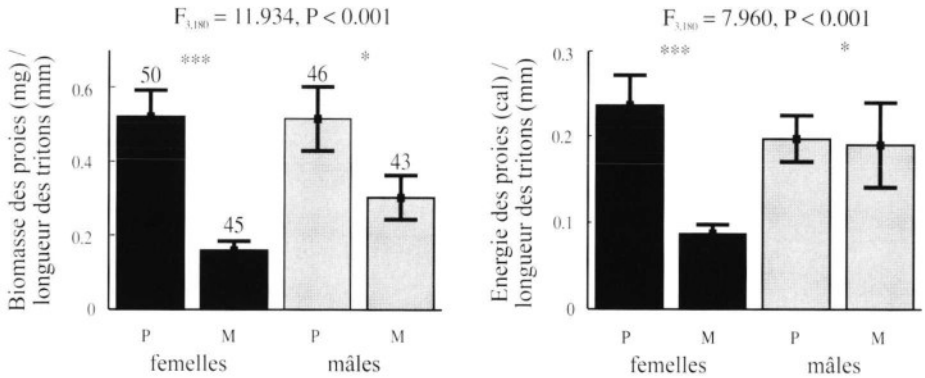 F3,180 = 11.934, P < 0.001
Biomasse des proies (mg) /
longueur des tritons (mm)
0.6
0.4
0.2
0
***
*
50
45
46
43
P
M
P
M
femelles
mâles
F3,180 = 7.960, P < 0.001
Energie des proies (cal) /
longueur des tritons (mm)
0.3
0.2
0.1
0
***
*
P
M
P
M
femelles
mâles